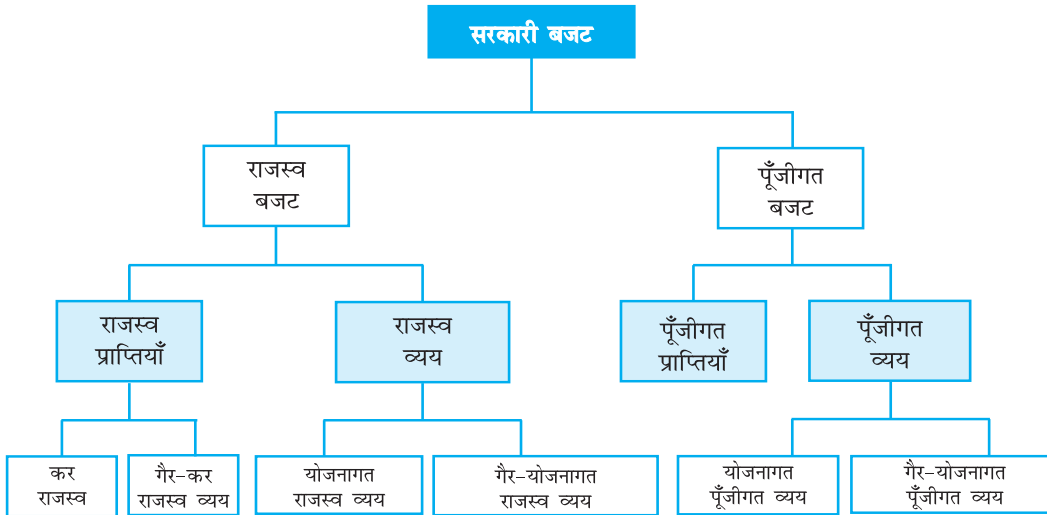 सरकारी बजट
राजस्व
बजट
पूँजीगत
बजट
राजस्व
प्राप्तियाँ
राजस्व
व्यय
पूँजीगत
प्राप्तियाँ
पूँजीगत
व्यय
कर
राजस्व
गैर-कर
राजस्व व्यय
योजनागत
राजस्व व्यय
गैर-योजनागत
राजस्व व्यय
योजनागत
पूँजीगत व्यय
गैर-योजनागत
पूँजीगत व्यय